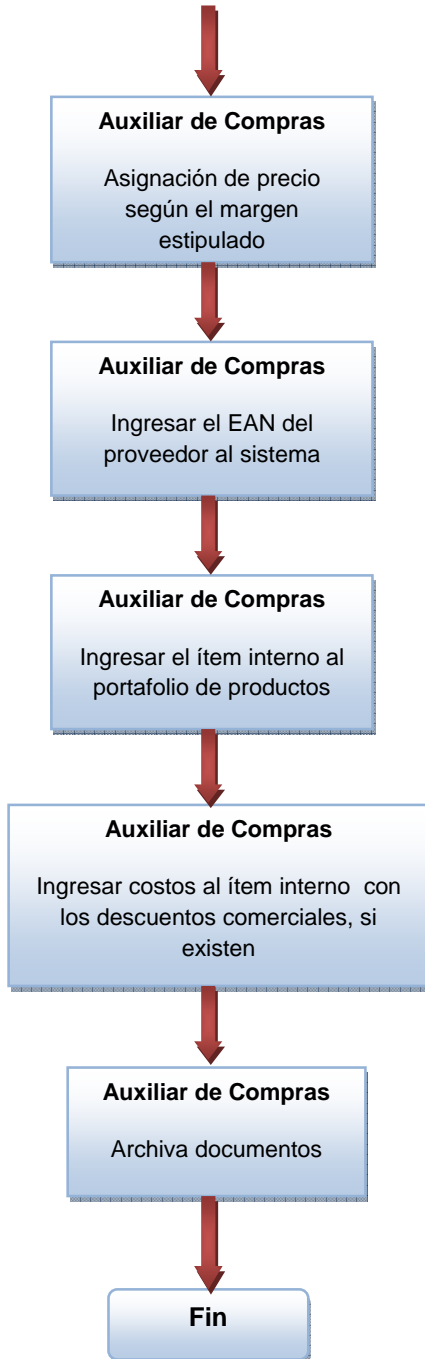 Auxiliar de Compras
Asignación de precio
según el margen
estipulado
Auxiliar de Compras
Ingresar el EAN del
proveedor al sistema
Auxiliar de Compras
Ingresar el ítem interno al
portafolio de productos
Auxiliar de Compras
Ingresar costos al ítem interno con
los descuentos comerciales, si
existen
Auxiliar de Compras
Archiva documentos
Fin